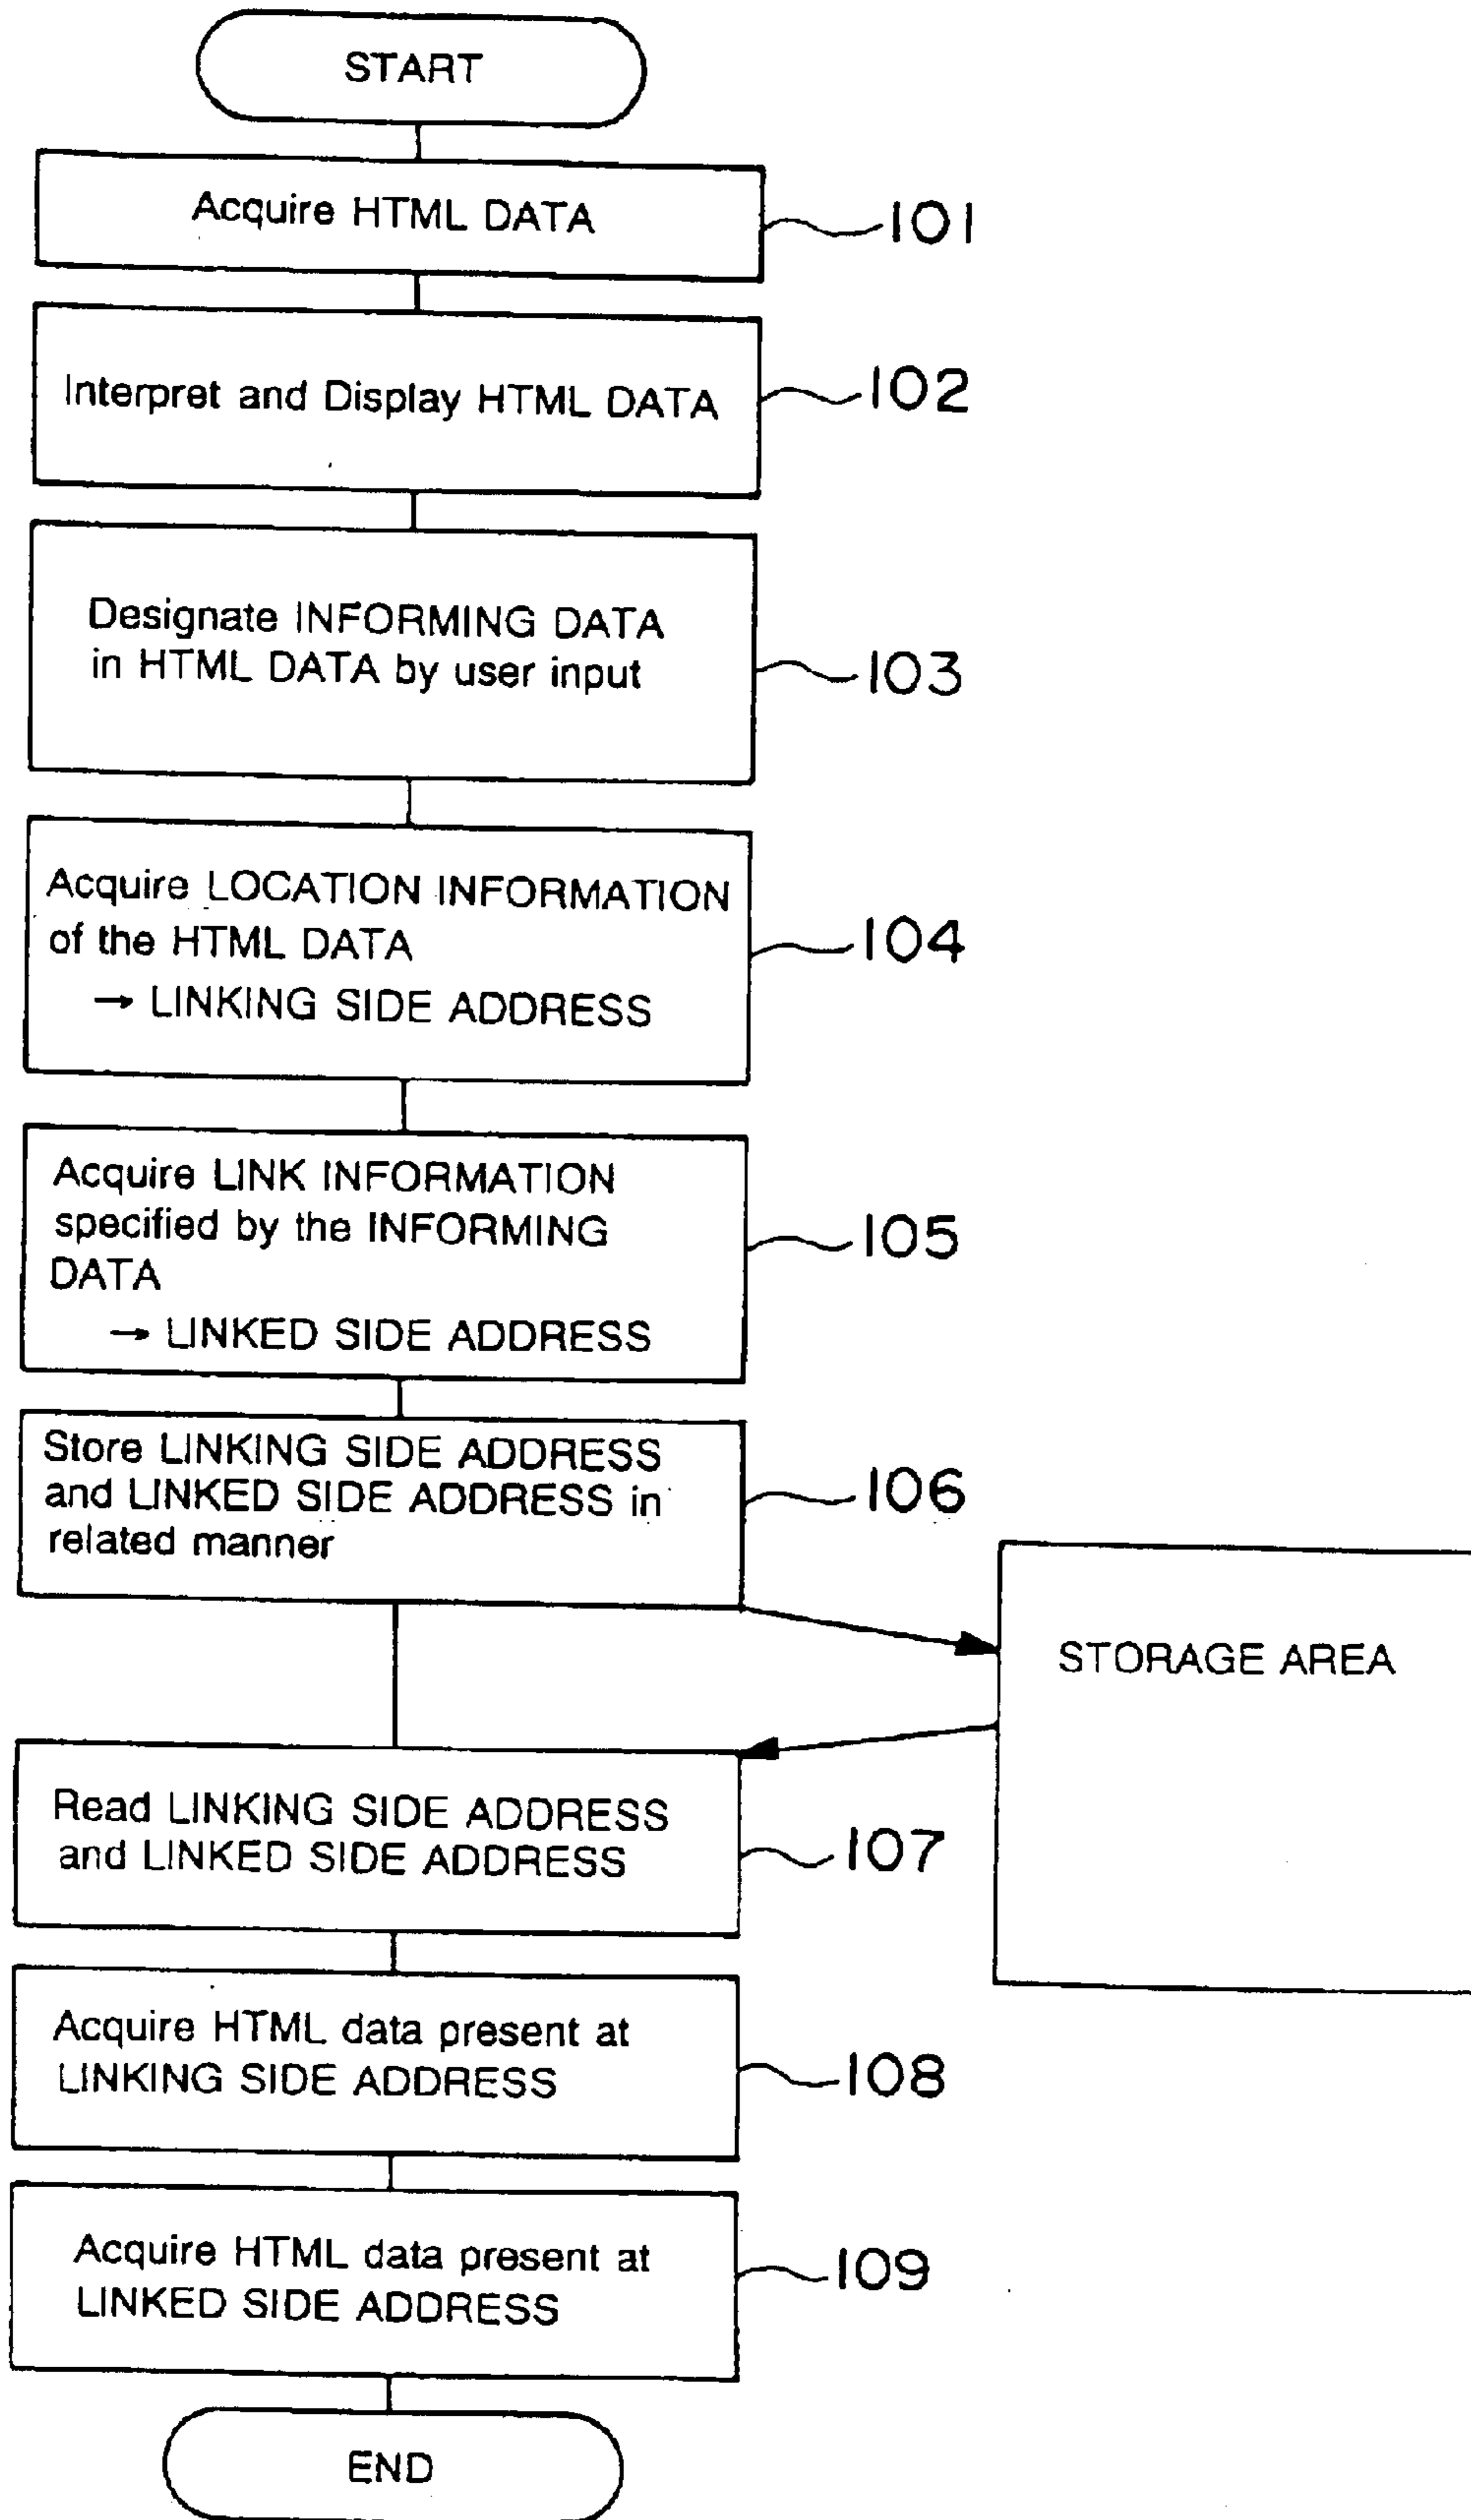 START
Acquire HTML DATA
101
Interpret and Display HTML DATA
102
Designate INFORMING DATA
in HTML DATA by user input
103
Acquire LOCATION INFORMATION
of the HTML DATA
→ LINKING SIDE ADDRESS
104
Acquire LINK INFORMATION
specified by the INFORMING
DATA
→ LINKED SIDE ADDRESS
105
Store LINKING SIDE ADDRESS
and LINKED SIDE ADDRESS in
related manner
106
STORAGE AREA
Read LINKING SIDE ADDRESS
and LINKED SIDE ADDRESS
107
Acquire HTML data present at
LINKING SIDE ADDRESS
108
Acquire HTML data present at
LINKED SIDE ADDRESS
109
END